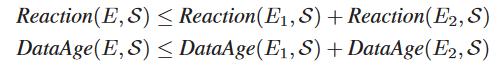 Reaction(E, 𝒮) ≤ Reaction(E₁, 𝒮) + Reaction(E₂, 𝒮)
DataAge(E, 𝒮) ≤ DataAge(E₁, 𝒮) + DataAge(E₂, 𝒮)